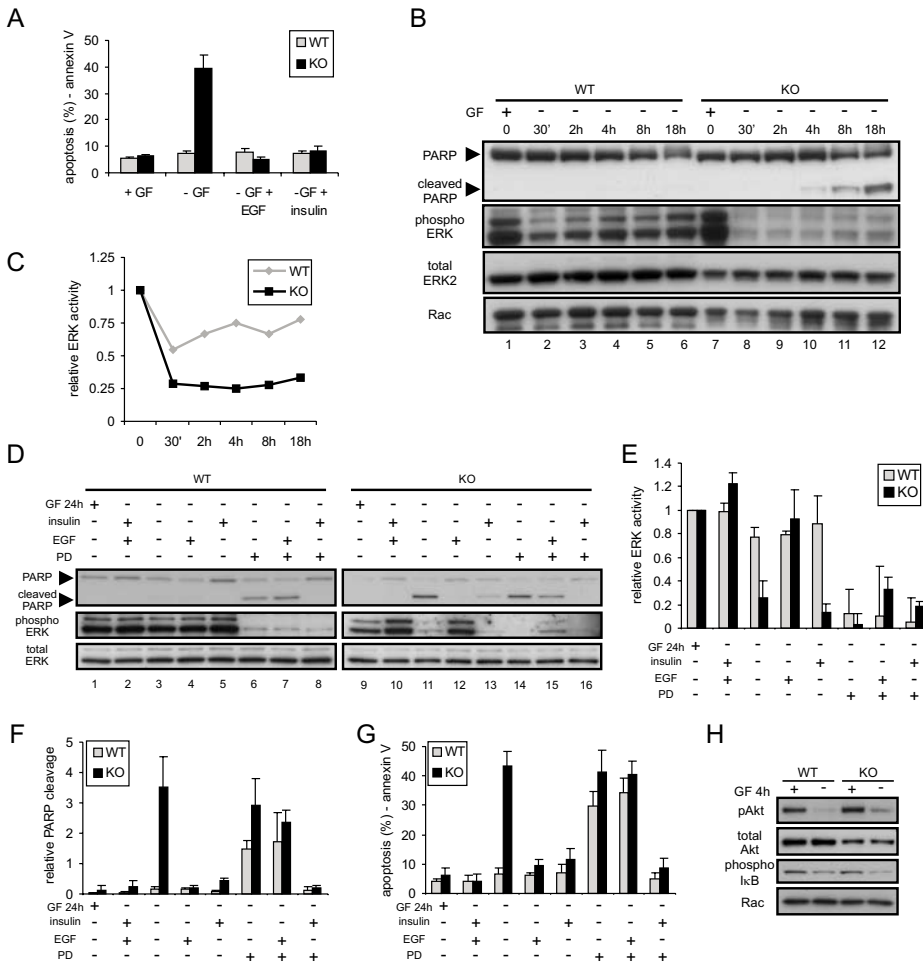 A
apoptosis (%) - annexin V
50
40
30
20
10
0
WT
KO
+ GF
- GF
- GF +
EGF
-GF +
insulin
B
WT KO
GF + - - - - - + - - - - -
0 30' 2h 4h 8h 18h 0 30' 2h 4h 8h 18h
PARP
cleaved
PARP
phospho
ERK
total
ERK2
Rac
1 2 3 4 5 6 7 8 9 10 11 12
C
relative ERK activity
1.25
1
0.75
0.5
0.25
0
WT
KO
0 30' 2h 4h 8h 18h
D
WT KO
GF 24h + - - - - - - - + - - - - - - -
insulin - + - - + - - + - + - - + - - +
EGF - + - + - - + - - + - + - - + -
PD - - - - - + + + - - - - - + + +
PARP
cleaved
PARP
phospho
ERK
total
ERK
1 2 3 4 5 6 7 8 9 10 11 12 13 14 15 16
E
relative ERK activity
1.4
1.2
1
0.8
0.6
0.4
0.2
0
WT
KO
GF 24h + - - - - - - -
insulin - + - - + - - +
EGF - + - + - - + -
PD - - - - - + + +
F
relative PARP cleavage
5
4
3
2
1
0
WT
KO
GF 24h + - - - - - - -
insulin - + - - + - - +
EGF - + - + - - + -
PD - - - - - + + +
G
apoptosis (%) - annexin V
50
40
30
20
10
0
WT
KO
GF 24h + - - - - - - -
insulin - + - - + - - +
EGF - + - + - - + -
PD - - - - - + + +
H
WT KO
GF 4h + - + -
pAkt
total
Akt
phospho
IκB
Rac